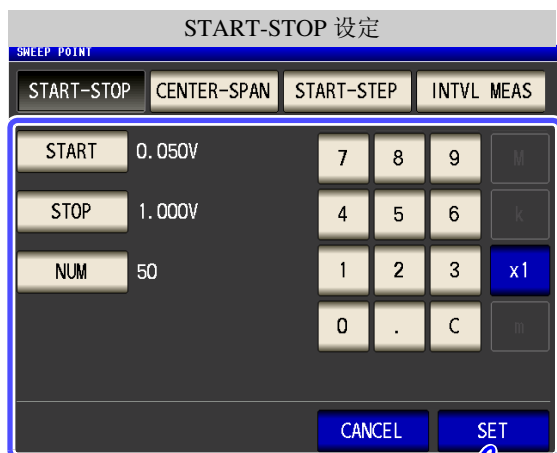 START-STOP 设定
SWEEP POINT
START-STOP CENTER-SPAN START-STEP INTVL MEAS
START 0.050V 7 8 9 M
STOP 1.000V 4 5 6 k
NUM 50 1 2 3 x1
0 . C m
CANCEL SET